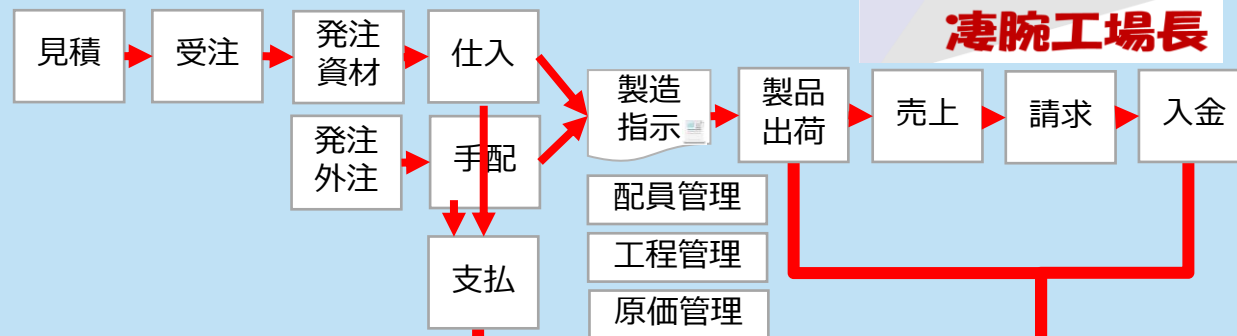 凄腕工場長
見積
受注
発注
資材
仕入
発注
外注
手配
支払
製造
指示
製品
出荷
売上
請求
入金
配員管理
工程管理
原価管理